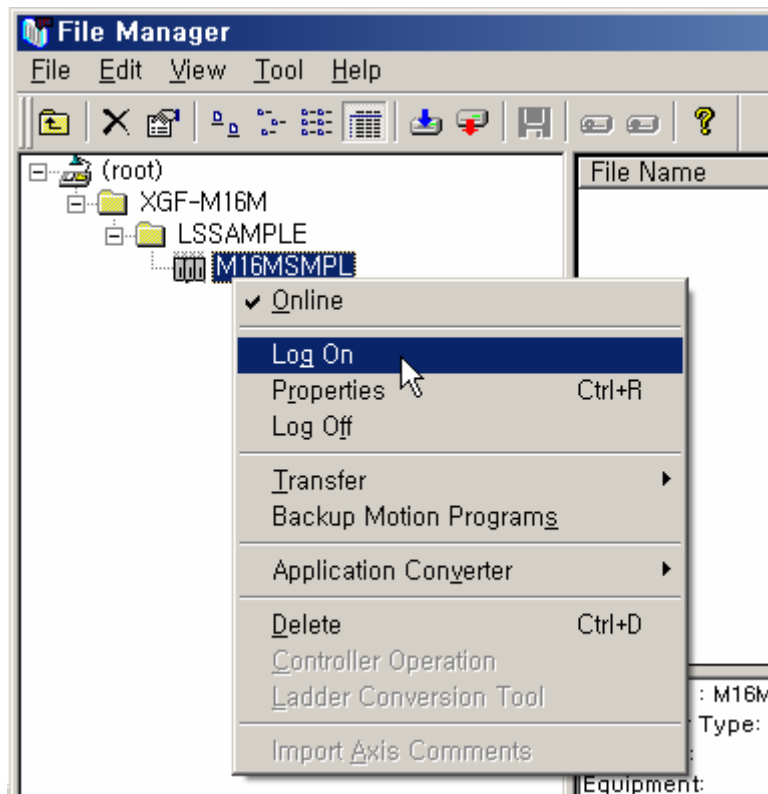 File Manager
File Edit View Tool Help
(root)
XGF-M16M
LSSAMPLE
M16MSMPL
File Name
Online
Log On
Properties Ctrl+R
Log Off
Transfer
Backup Motion Programs
Application Converter
Delete Ctrl+D
Controller Operation
Ladder Conversion Tool
Import Axis Comments
: M16M
Type:
:
Equipment: